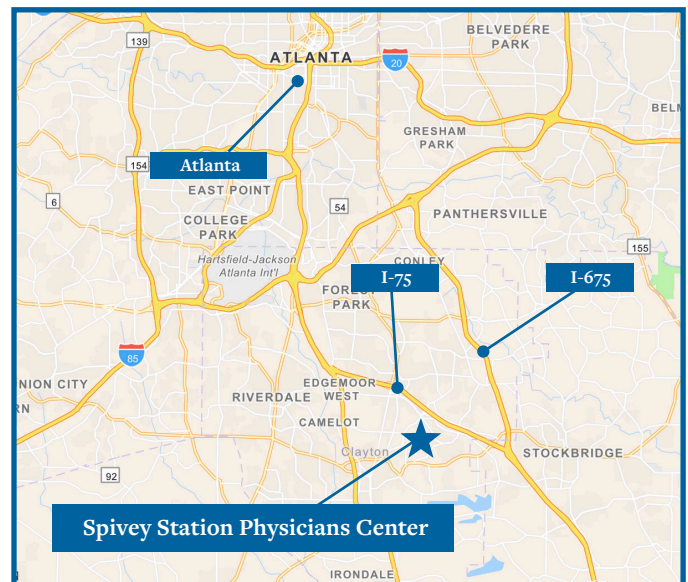 BELVEDERE
PARK
139
ATLANTA
20
BELM
GRESHAM
PARK
Atlanta
154
EAST POINT
6
54
COLLEGE
PARK
PANTHERSVILLE
155
Hartsfield-Jackson
Atlanta Int'l
CONLEY
I-75
I-675
FOREST
PARK
85
NION CITY
RN
EDGEMOOR
WEST
RIVERDALE
CAMELOT
Clayton
STOCKBRIDGE
92
Spivey Station Physicians Center
IRONDALE